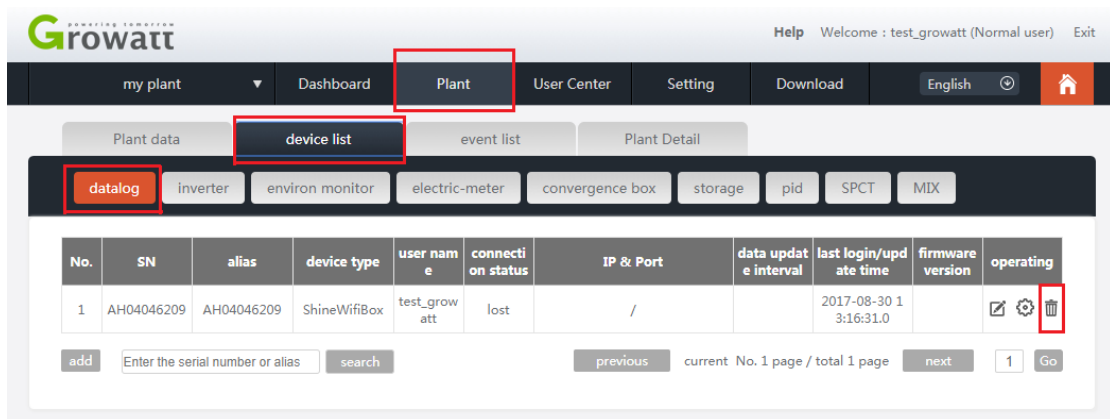 powering tomorrow
Growatt
Help Welcome : test_growatt (Normal user) Exit
my plant Dashboard Plant User Center Setting Download English
Plant data device list event list Plant Detail
datalog inverter environ monitor electric-meter convergence box storage pid SPCT MIX
No. SN alias device type user nam connecti IP & Port data updat last login/upd firmware operating
e on status e interval ate time version
1 AH04046209 AH04046209 ShineWifiBox test_grow lost / 2017-08-30 1
att 3:16:31.0
add Enter the serial number or alias search previous current No. 1 page / total 1 page next 1 Go